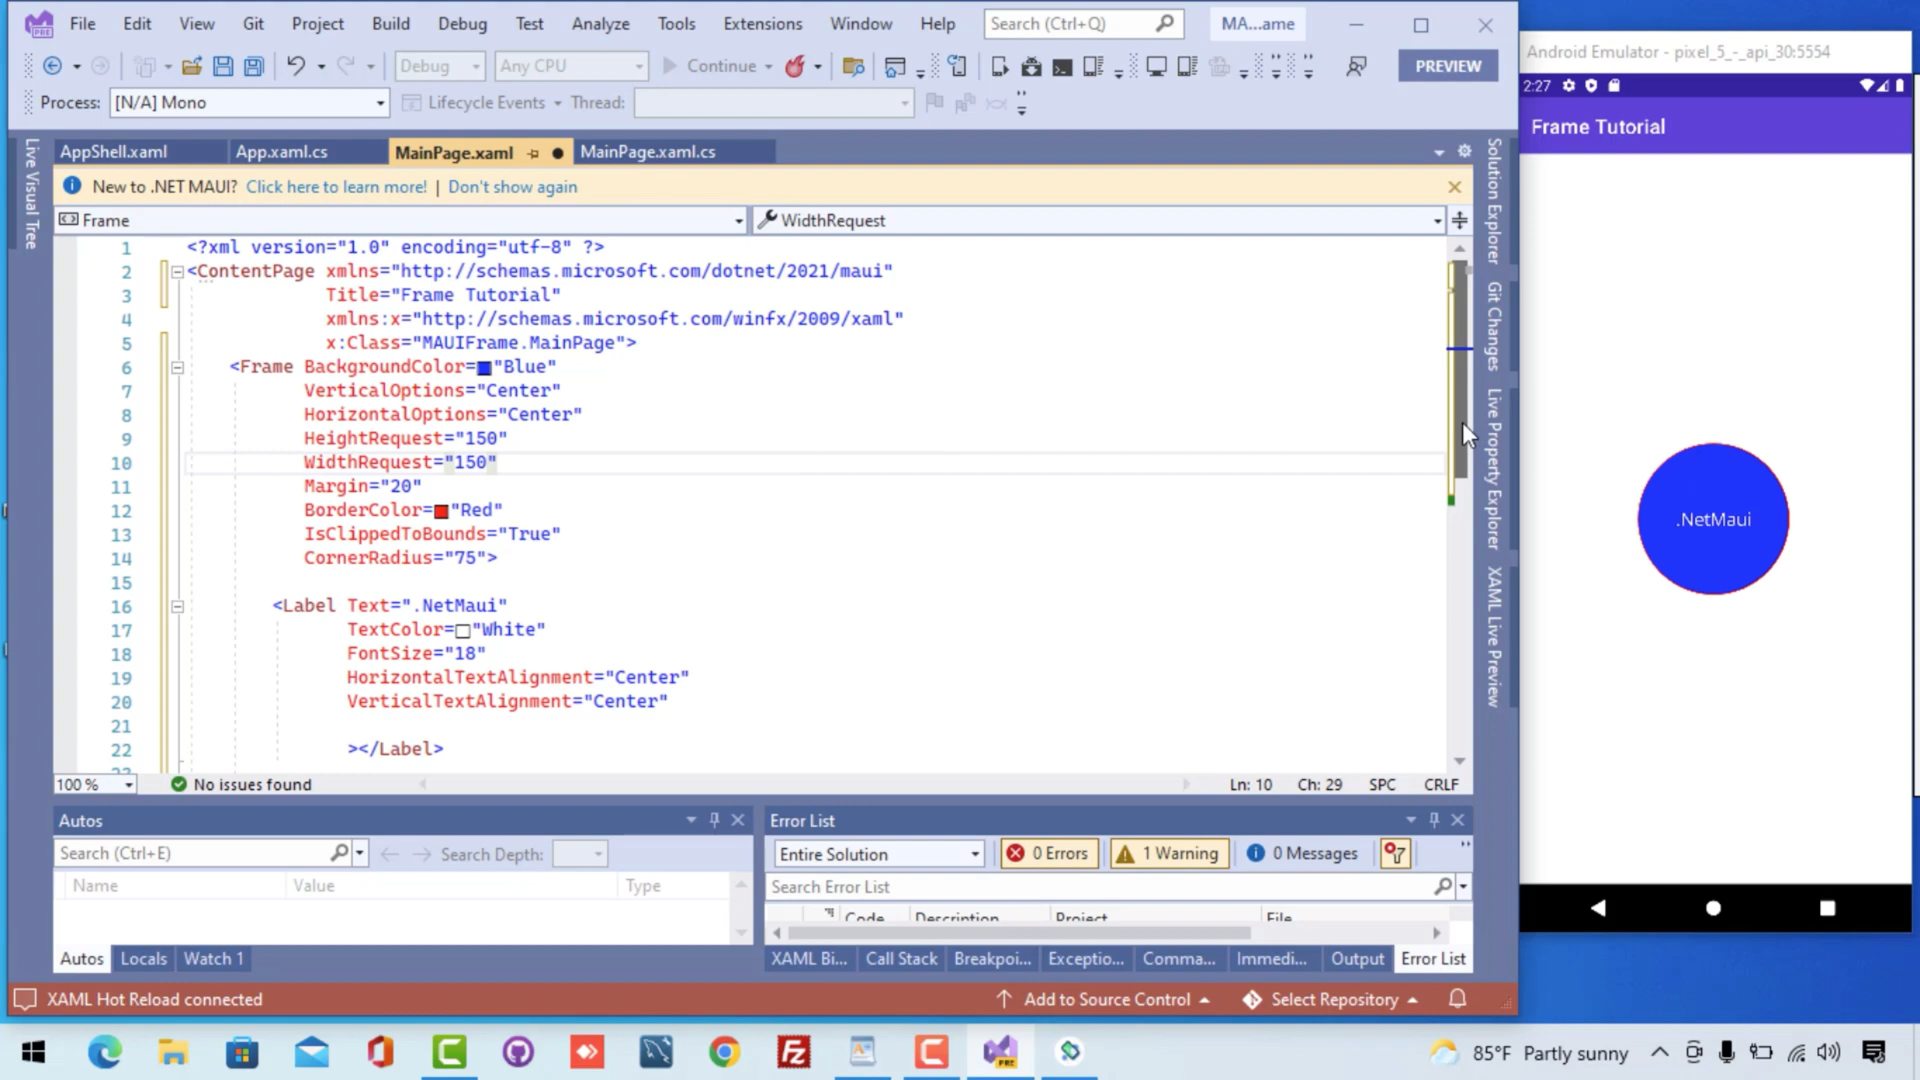 File Edit View Git Project Build Debug Test Analyze Tools Extensions Window Help Search (Ctrl+Q) MA...ame
Debug Any CPU Continue PREVIEW
Process: [N/A] Mono Lifecycle Events Thread:
AppShell.xaml App.xaml.cs MainPage.xaml MainPage.xaml.cs
New to .NET MAUI? Click here to learn more! | Don't show again
Frame WidthRequest
1 <?xml version="1.0" encoding="utf-8" ?>
2 <ContentPage xmlns="http://schemas.microsoft.com/dotnet/2021/maui"
3 Title="Frame Tutorial"
4 xmlns:x="http://schemas.microsoft.com/winfx/2009/xaml"
5 x:Class="MAUIFrame.MainPage">
6 <Frame BackgroundColor="Blue"
7 VerticalOptions="Center"
8 HorizontalOptions="Center"
9 HeightRequest="150"
10 WidthRequest="150"
11 Margin="20"
12 BorderColor="Red"
13 IsClippedToBounds="True"
14 CornerRadius="75">
15
16 <Label Text=".NetMaui"
17 TextColor="White"
18 FontSize="18"
19 HorizontalTextAlignment="Center"
20 VerticalTextAlignment="Center"
21
22 ></Label>
100 % No issues found Ln: 10 Ch: 29 SPC CRLF
Live Visual Tree
Solution Explorer
Git Changes
Live Property Explorer
XAML Live Preview
Autos
Search (Ctrl+E) Search Depth:
Name Value Type
Autos Locals Watch 1
Error List
Entire Solution 0 Errors 1 Warning 0 Messages
Search Error List
Code Description Project File
XAML Bi... Call Stack Breakpoi... Exceptio... Comma... Immedi... Output Error List
XAML Hot Reload connected Add to Source Control Select Repository
Android Emulator - pixel_5_-_api_30:5554
2:27
Frame Tutorial
.NetMaui
85°F Partly sunny